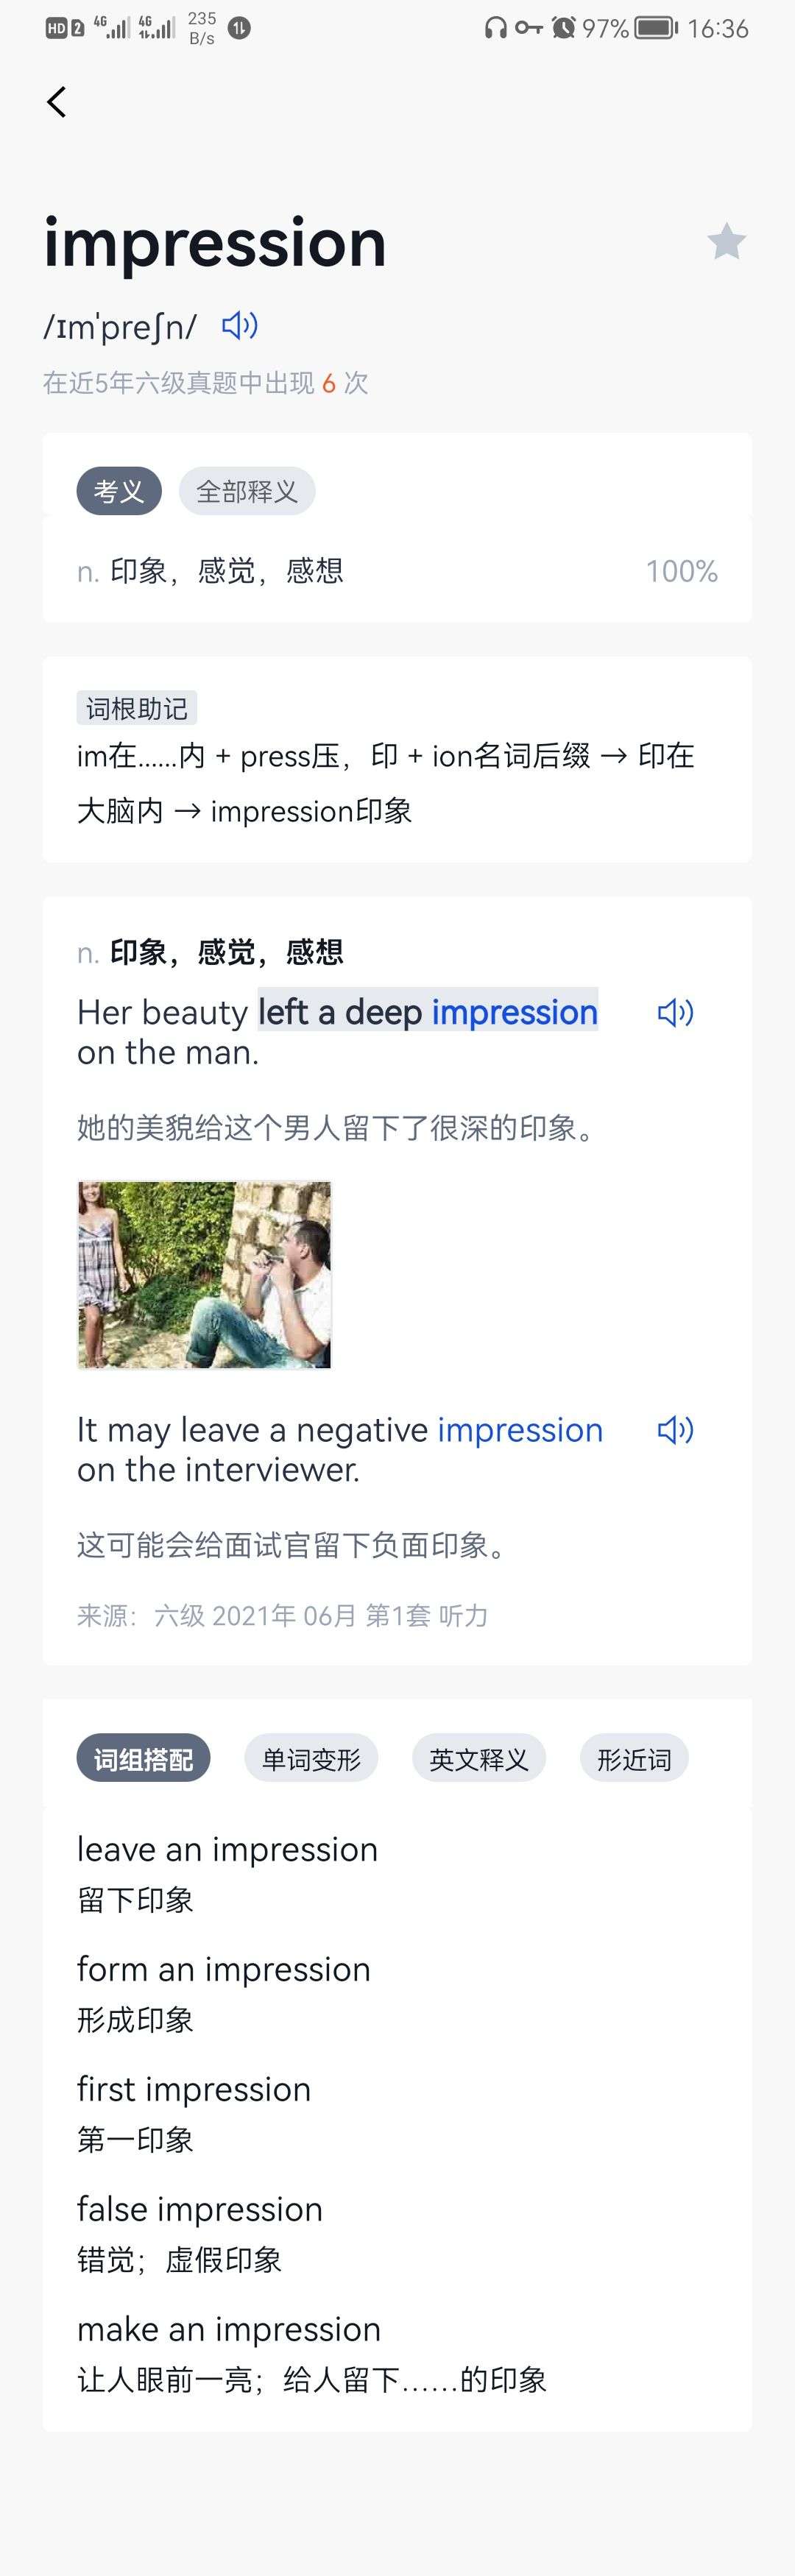 HD 2 4G 4G 235 B/s 97% 16:36
impression
/ɪmˈpreʃn/
在近5年六级真题中出现 6 次
考义 全部释义
n. 印象，感觉，感想 100%
词根助记
im在......内 + press压，印 + ion名词后缀 → 印在
大脑内 → impression印象
n. 印象，感觉，感想
Her beauty left a deep impression
on the man.
她的美貌给这个男人留下了很深的印象。
It may leave a negative impression
on the interviewer.
这可能会给面试官留下负面印象。
来源：六级 2021年 06月 第1套 听力
词组搭配 单词变形 英文释义 形近词
leave an impression
留下印象
form an impression
形成印象
first impression
第一印象
false impression
错觉；虚假印象
make an impression
让人眼前一亮；给人留下……的印象